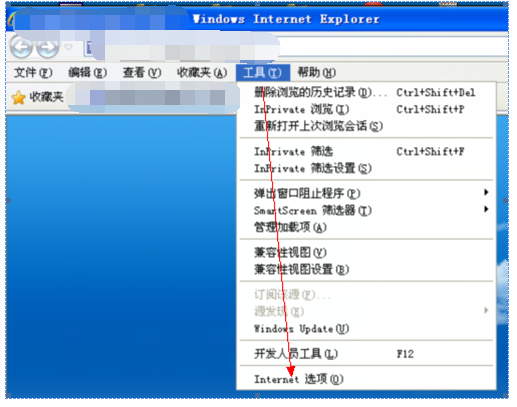 Windows Internet Explorer
文件(F) 编辑(E) 查看(V) 收藏夹(A) 工具(T) 帮助(H)
收藏夹
删除浏览的历史记录(D)... Ctrl+Shift+Del
InPrivate 浏览(I) Ctrl+Shift+P
重新打开上次浏览会话(S)
InPrivate 筛选 Ctrl+Shift+F
InPrivate 筛选设置(S)
弹出窗口阻止程序(P)
SmartScreen 筛选器(T)
管理加载项(A)
兼容性视图(V)
兼容性视图设置(B)
订阅该源(F)...
源发现(E)
Windows Update(U)
开发人员工具(L) F12
Internet 选项(O)